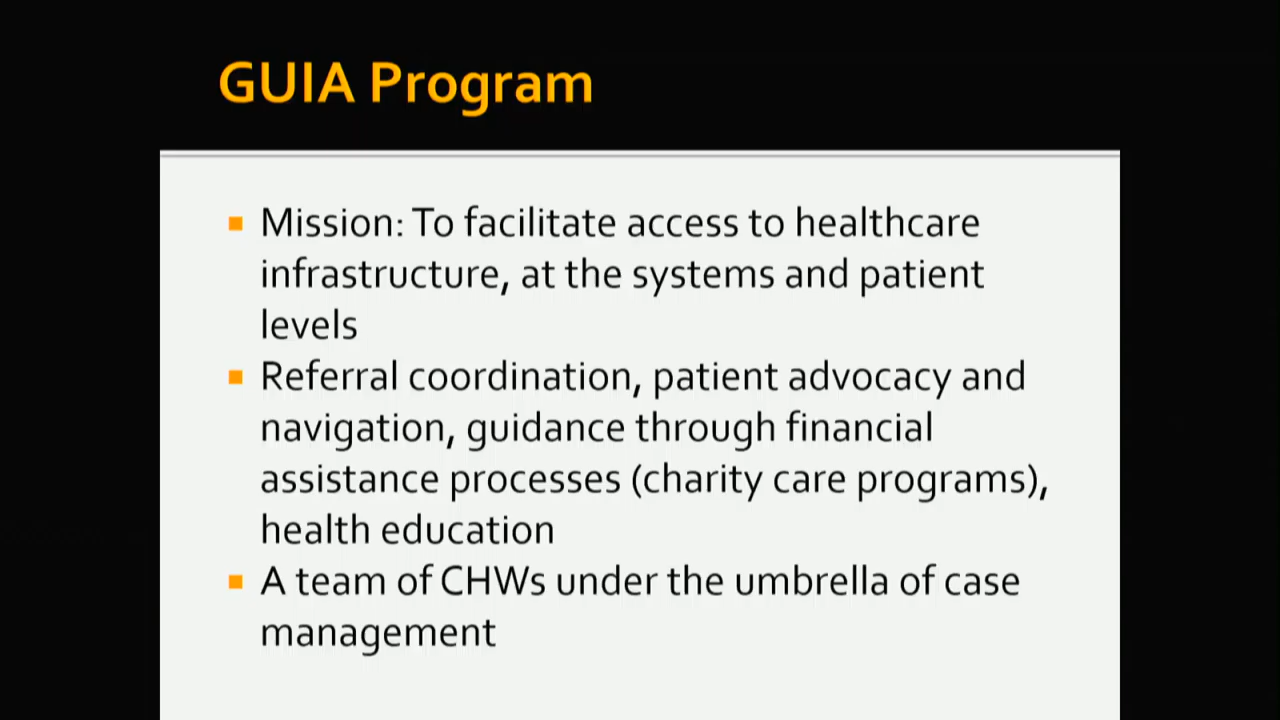 GUIA Program
Mission: To facilitate access to healthcare
infrastructure, at the systems and patient
levels
Referral coordination, patient advocacy and
navigation, guidance through financial
assistance processes (charity care programs),
health education
A team of CHWs under the umbrella of case
management